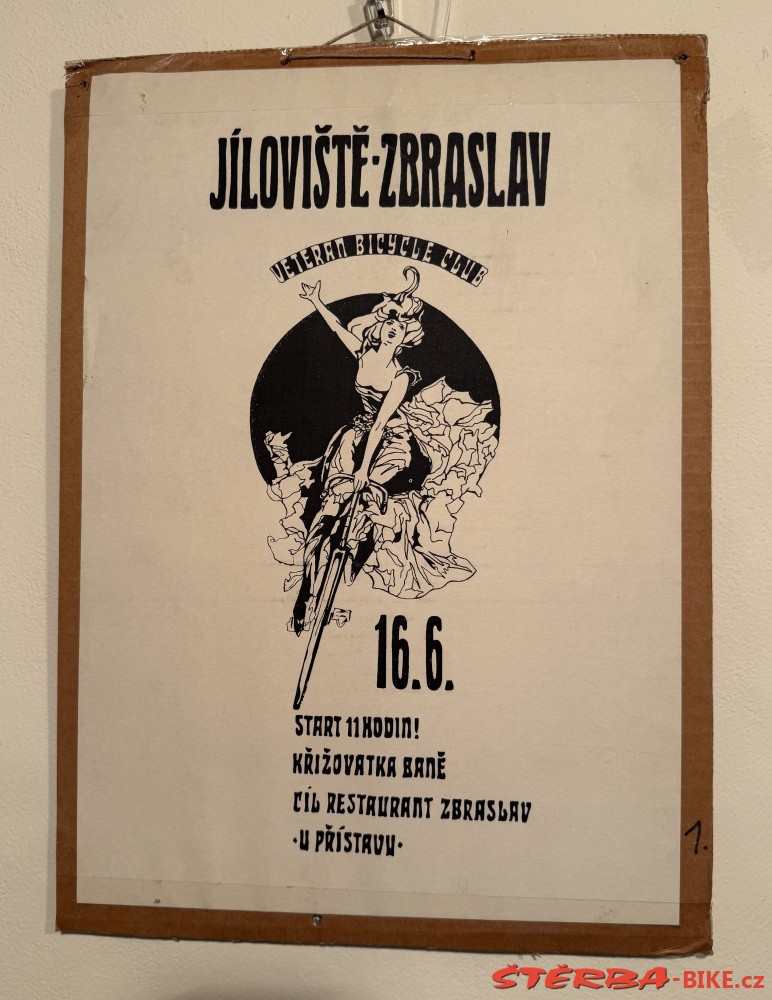 JÍLOVIŠTĚ·ZBRASLAV
VETERAN BICYCLE CLUB
16.6.
START 11 HODIN!
KŘIŽOVATKA BANĚ
CÍL RESTAURANT ZBRASLAV
·U PŘÍSTAVU·
1.
ŠTĚRBA-BIKE.cz